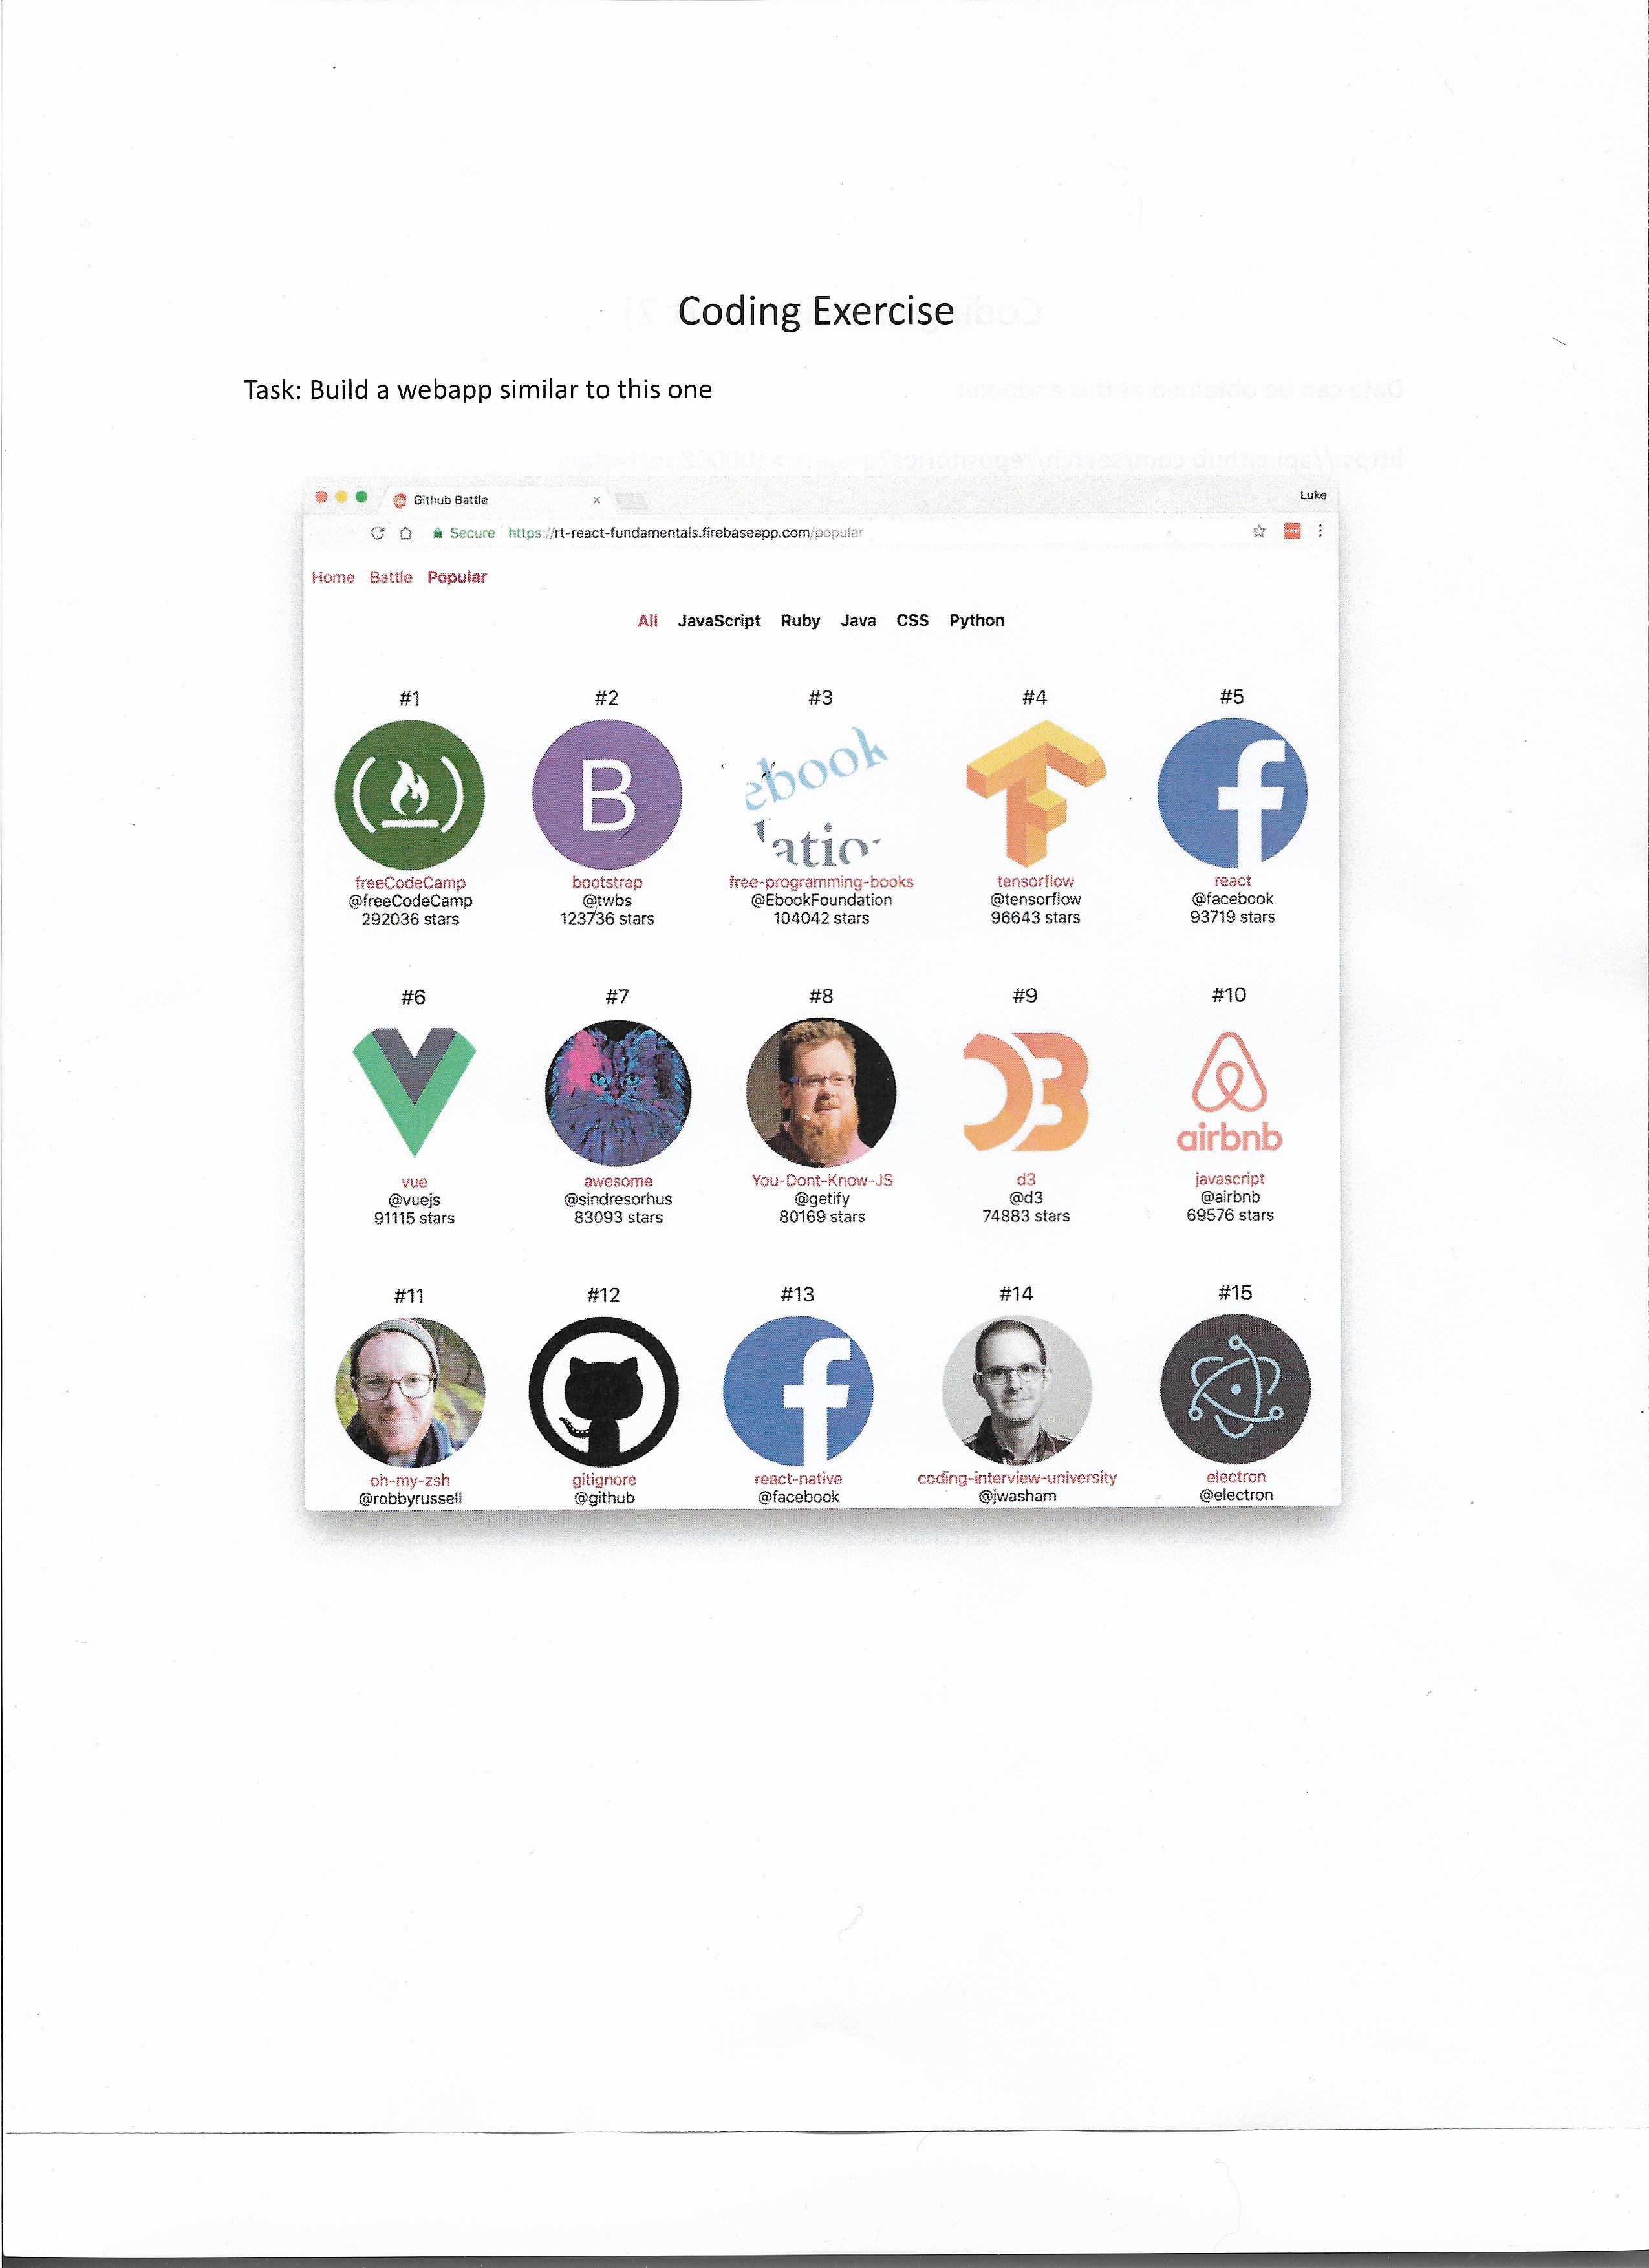 Coding Exercise
Task: Build a webapp similar to this one
Github Battle × Luke
Secure https://rt-react-fundamentals.firebaseapp.com/popular
Home Battle Popular
All JavaScript Ruby Java CSS Python
#1 #2 #3 #4 #5
B ebook f
latio
freeCodeCamp bootstrap free-programming-books tensorflow react
@freeCodeCamp @twbs @EbookFoundation @tensorflow @facebook
292036 stars 123736 stars 104042 stars 96643 stars 93719 stars
#6 #7 #8 #9 #10
D3 airbnb
vue awesome You-Dont-Know-JS d3 javascript
@vuejs @sindresorhus @getify @d3 @airbnb
91115 stars 83093 stars 80169 stars 74883 stars 69576 stars
#11 #12 #13 #14 #15
f
oh-my-zsh gitignore react-native coding-interview-university electron
@robbyrussell @github @facebook @jwasham @electron